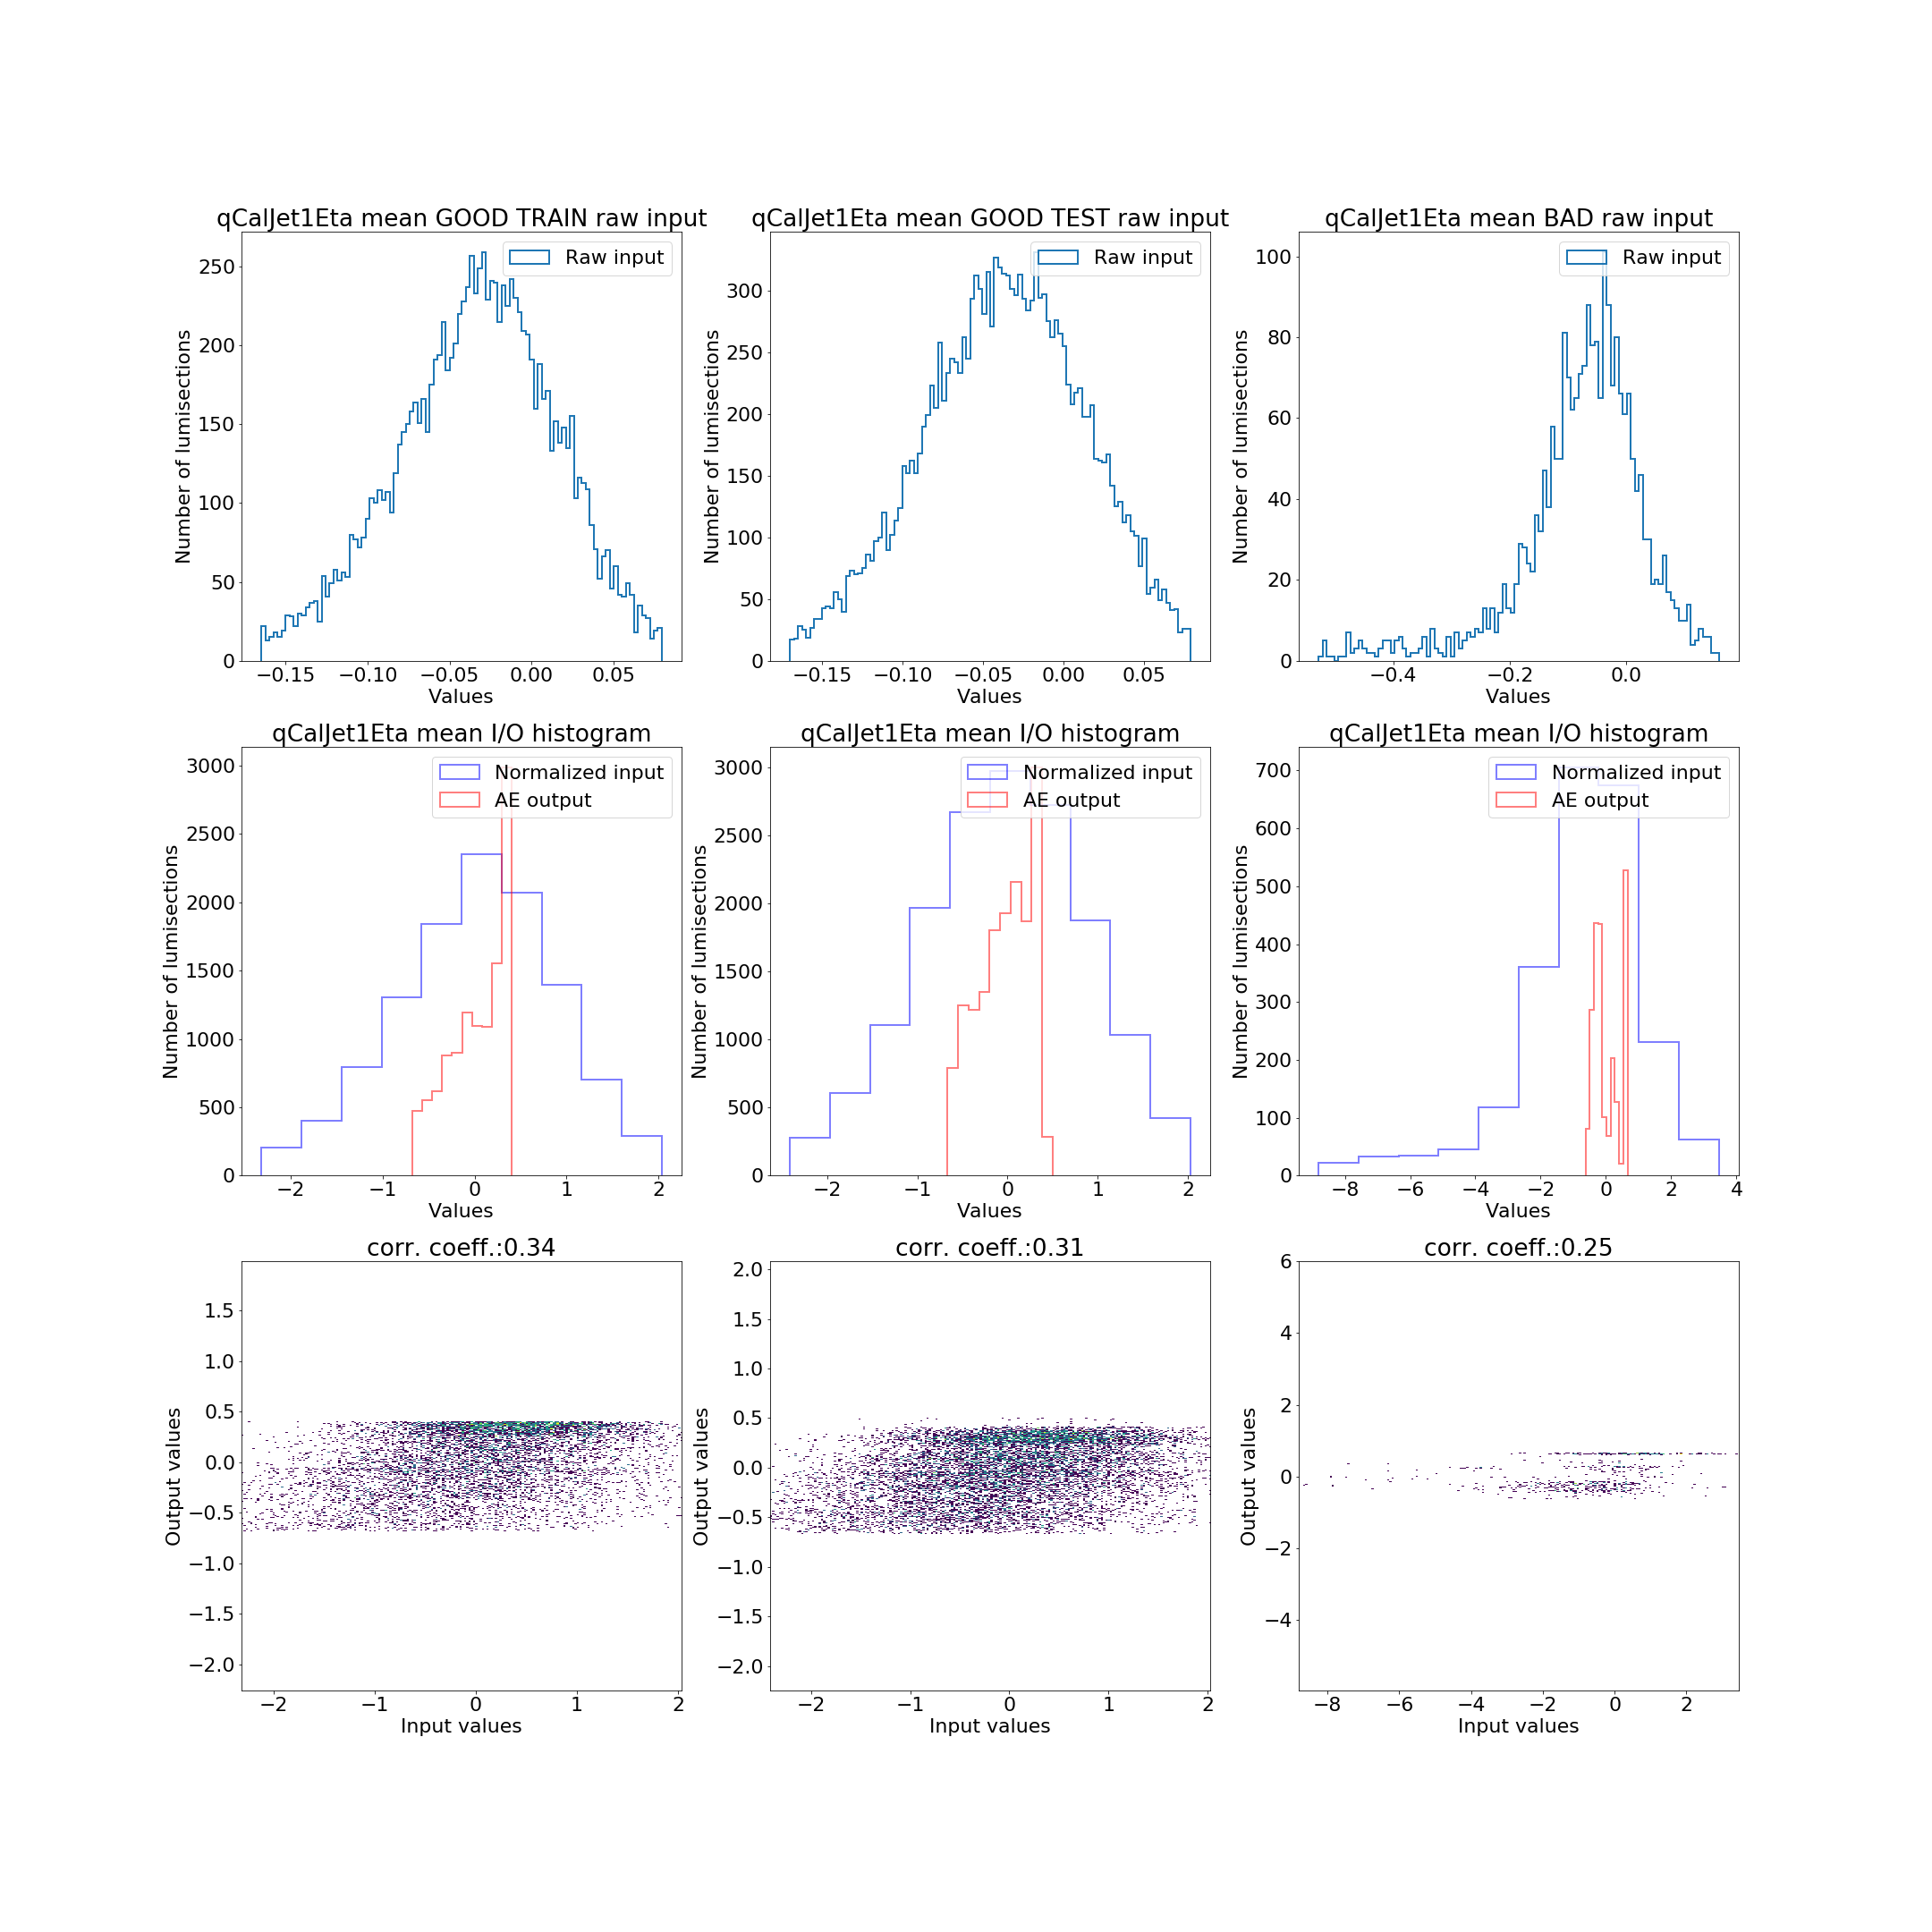 qCalJet1Eta mean GOOD TRAIN raw input
Raw input
Number of lumisections
250
200
150
100
50
0
−0.15 −0.10 −0.05 0.00 0.05
Values
qCalJet1Eta mean GOOD TEST raw input
Raw input
Number of lumisections
300
250
200
150
100
50
0
−0.15 −0.10 −0.05 0.00 0.05
Values
qCalJet1Eta mean BAD raw input
Raw input
Number of lumisections
100
80
60
40
20
0
−0.4 −0.2 0.0
Values
qCalJet1Eta mean I/O histogram
Normalized input
AE output
Number of lumisections
3000
2500
2000
1500
1000
500
0
−2 −1 0 1 2
Values
qCalJet1Eta mean I/O histogram
Normalized input
AE output
Number of lumisections
3000
2500
2000
1500
1000
500
0
−2 −1 0 1 2
Values
qCalJet1Eta mean I/O histogram
Normalized input
AE output
Number of lumisections
700
600
500
400
300
200
100
0
−8 −6 −4 −2 0 2 4
Values
corr. coeff.:0.34
Output values
1.5
1.0
0.5
0.0
−0.5
−1.0
−1.5
−2.0
−2 −1 0 1 2
Input values
corr. coeff.:0.31
Output values
2.0
1.5
1.0
0.5
0.0
−0.5
−1.0
−1.5
−2.0
−2 −1 0 1 2
Input values
corr. coeff.:0.25
Output values
6
4
2
0
−2
−4
−8 −6 −4 −2 0 2
Input values